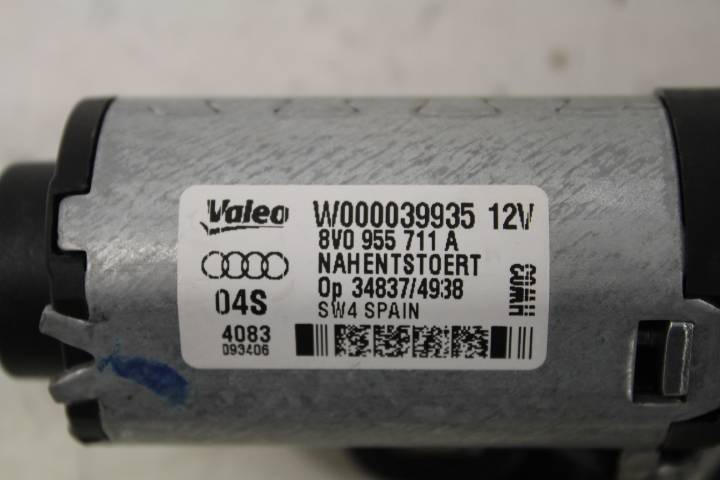 Valeo W000039935 12V
8V0 955 711 A
NAHENTSTOERT
04S Op 34837/4938
SW4 SPAIN
4083
093406